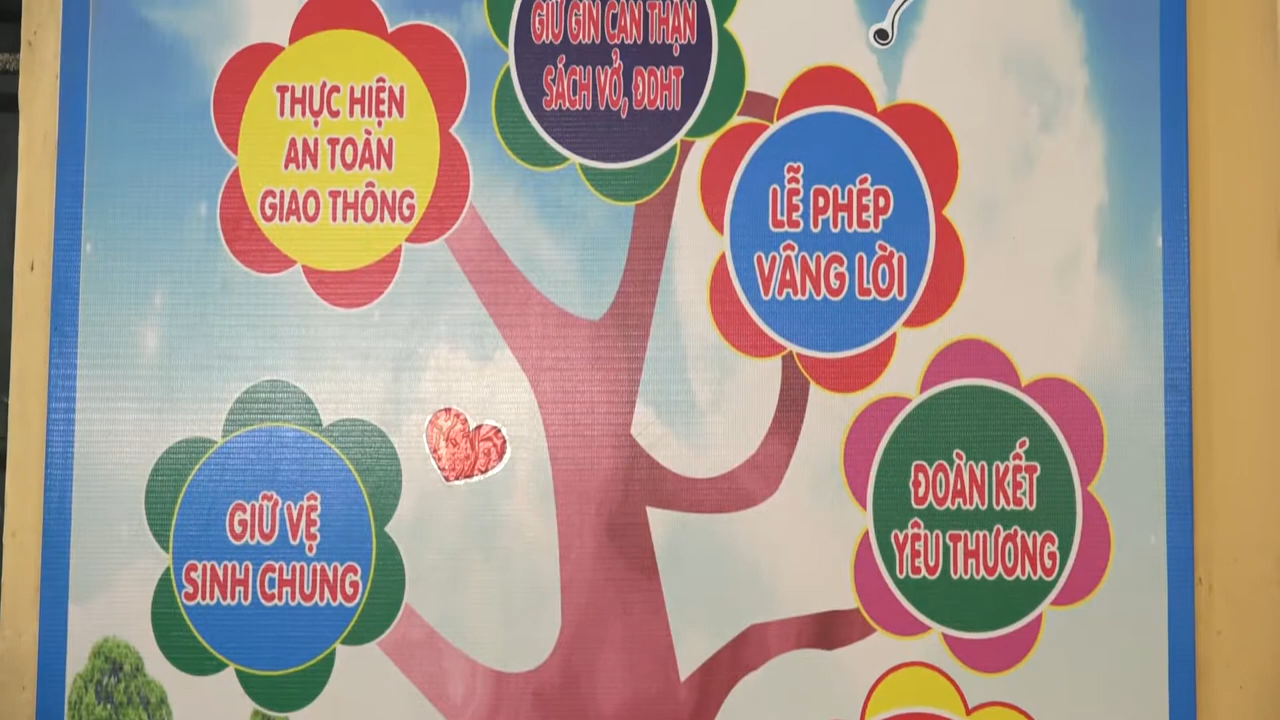 GIỮ GÌN CẨN THẬN
SÁCH VỞ, ĐDHT
THỰC HIỆN
AN TOÀN
GIAO THÔNG
LỄ PHÉP
VÂNG LỜI
ĐOÀN KẾT
YÊU THƯƠNG
GIỮ VỆ
SINH CHUNG